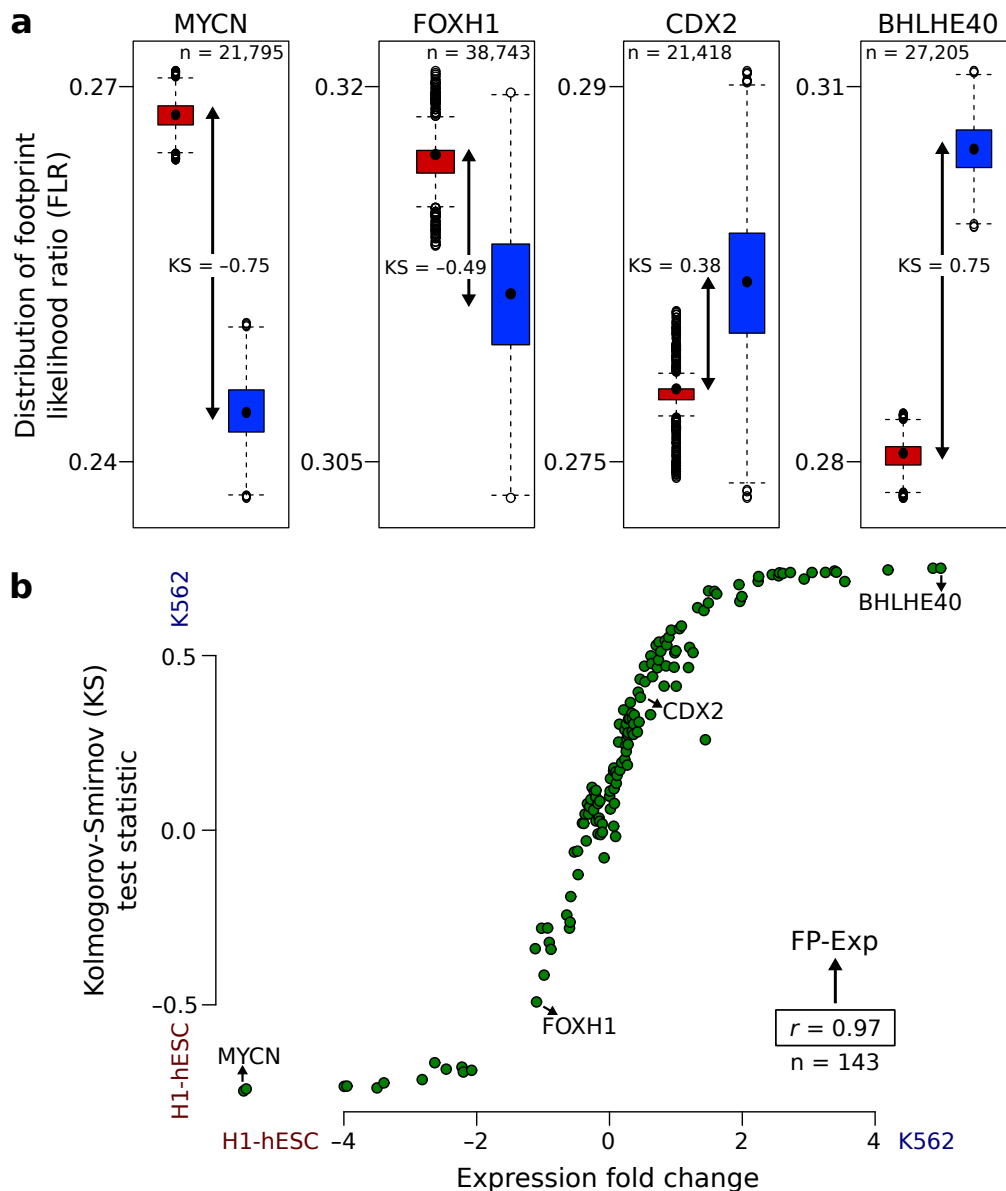 a
MYCN FOXH1 CDX2 BHLHE40
n = 21,795 n = 38,743 n = 21,418 n = 27,205
0.27 0.32 0.29 0.31
Distribution of footprint
likelihood ratio (FLR)
KS = –0.75 KS = –0.49 KS = 0.38 KS = 0.75
0.24 0.305 0.275 0.28
b
K562
BHLHE40
0.5
CDX2
Kolmogorov-Smirnov (KS)
test statistic
0.0
FP-Exp
–0.5
FOXH1
r = 0.97
n = 143
H1-hESC
MYCN
H1-hESC –4 –2 0 2 4 K562
Expression fold change